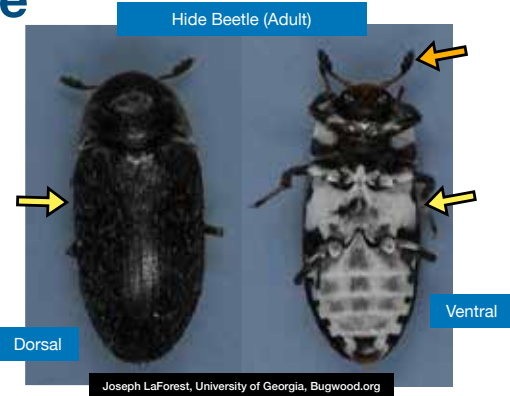 e
Hide Beetle (Adult)
Ventral
Dorsal
Joseph LaForest, University of Georgia, Bugwood.org